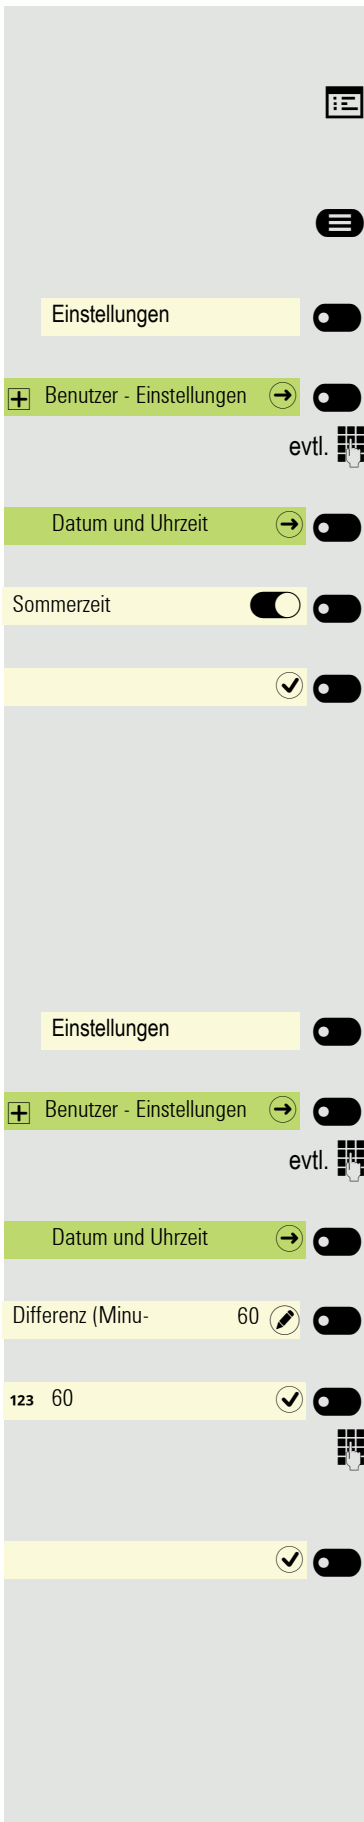 Einstellungen
Benutzer - Einstellungen
evtl.
Datum und Uhrzeit
Sommerzeit
Einstellungen
Benutzer - Einstellungen
evtl.
Datum und Uhrzeit
Differenz (Minu- 60
123 60